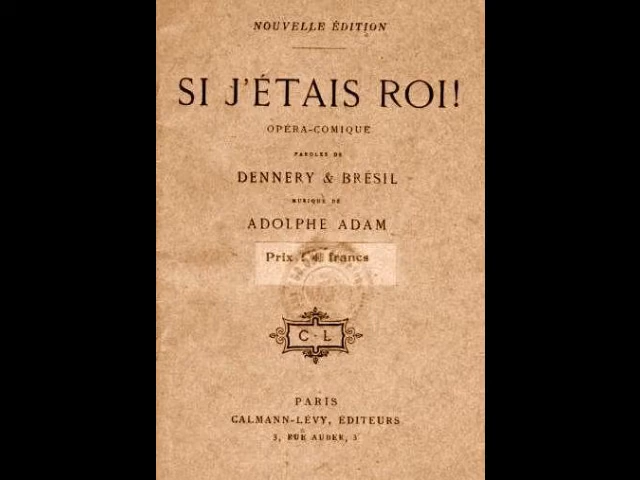 NOUVELLE ÉDITION
SI J'ÉTAIS ROI!
OPÉRA-COMIQUE
PAROLES DE
DENNERY & BRÉSIL
MUSIQUE DE
ADOLPHE ADAM
Prix francs
C-L
PARIS
CALMANN-LÉVY, ÉDITEURS
3, RUE AUBER, 3